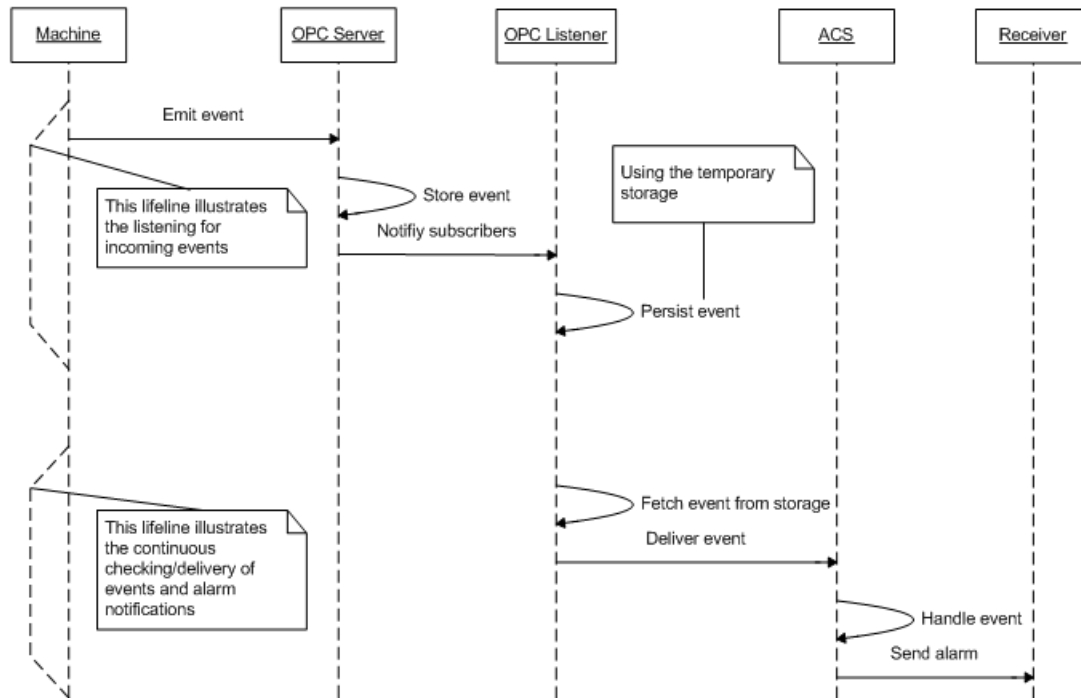 Machine
OPC Server
OPC Listener
ACS
Receiver
Emit event
Using the temporary
storage
This lifeline illustrates
the listening for
incoming events
Store event
Notifiy subscribers
Persist event
Fetch event from storage
This lifeline illustrates
the continuous
checking/delivery of
events and alarm
notifications
Deliver event
Handle event
Send alarm